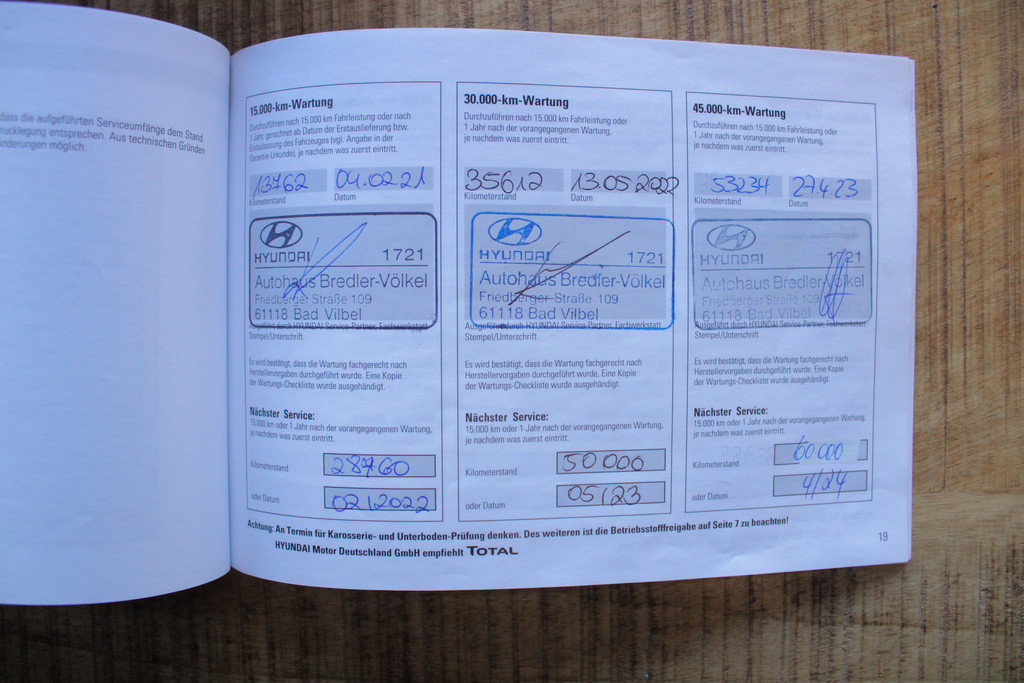 dass die aufgeführten Serviceumfänge dem Stand
rucklegung entsprechen. Aus technischen Gründen
nderungen möglich.
15.000-km-Wartung
Durchzuführen nach 15.000 km Fahrleistung oder nach
1 Jahr, gerechnet ab Datum der Erstauslieferung bzw.
Erstzulassung des Fahrzeuges (vgl. Angabe in der
Garantie-Urkunde), je nachdem was zuerst eintritt.
13762 04.02.21
Kilometerstand Datum
HYUNDAI 1721
Autohaus Bredler-Völkel
Friedberger Straße 109
61118 Bad Vilbel
Ausgeführt durch HYUNDAI Service Partner, Fachwerkstatt
Stempel/Unterschrift
Es wird bestätigt, dass die Wartung fachgerecht nach
Herstellervorgaben durchgeführt wurde. Eine Kopie
der Wartungs-Checkliste wurde ausgehändigt.
Nächster Service:
15.000 km oder 1 Jahr nach der vorangegangenen Wartung,
je nachdem was zuerst eintritt.
Kilometerstand 28760
oder Datum 02/2022
30.000-km-Wartung
Durchzuführen nach 15.000 km Fahrleistung oder
1 Jahr nach der vorangegangenen Wartung,
je nachdem was zuerst eintritt.
35612 13.05.2022
Kilometerstand Datum
HYUNDAI 1721
Autohaus Bredler-Völkel
Friedberger Straße 109
61118 Bad Vilbel
Ausgeführt durch HYUNDAI Service Partner, Fachwerkstatt
Stempel/Unterschrift
Es wird bestätigt, dass die Wartung fachgerecht nach
Herstellervorgaben durchgeführt wurde. Eine Kopie
der Wartungs-Checkliste wurde ausgehändigt.
Nächster Service:
15.000 km oder 1 Jahr nach der vorangegangenen Wartung,
je nachdem was zuerst eintritt.
Kilometerstand 50 000
oder Datum 05/23
45.000-km-Wartung
Durchzuführen nach 15.000 km Fahrleistung oder
1 Jahr nach der vorangegangenen Wartung,
je nachdem was zuerst eintritt.
53234 27.4.23
Kilometerstand Datum
HYUNDAI 1721
Autohaus Bredler-Völkel
Friedberger Straße 109
61118 Bad Vilbel
Ausgeführt durch HYUNDAI Service Partner, Fachwerkstatt
Stempel/Unterschrift
Es wird bestätigt, dass die Wartung fachgerecht nach
Herstellervorgaben durchgeführt wurde. Eine Kopie
der Wartungs-Checkliste wurde ausgehändigt.
Nächster Service:
15.000 km oder 1 Jahr nach der vorangegangenen Wartung,
je nachdem was zuerst eintritt.
Kilometerstand 60 000
oder Datum 4/24
Achtung: An Termin für Karosserie- und Unterboden-Prüfung denken. Des weiteren ist die Betriebsstofffreigabe auf Seite 7 zu beachten!
HYUNDAI Motor Deutschland GmbH empfiehlt TOTAL
19